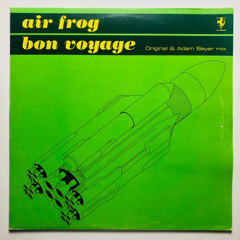 air frog
bon voyage
Original & Adam Beyer mix